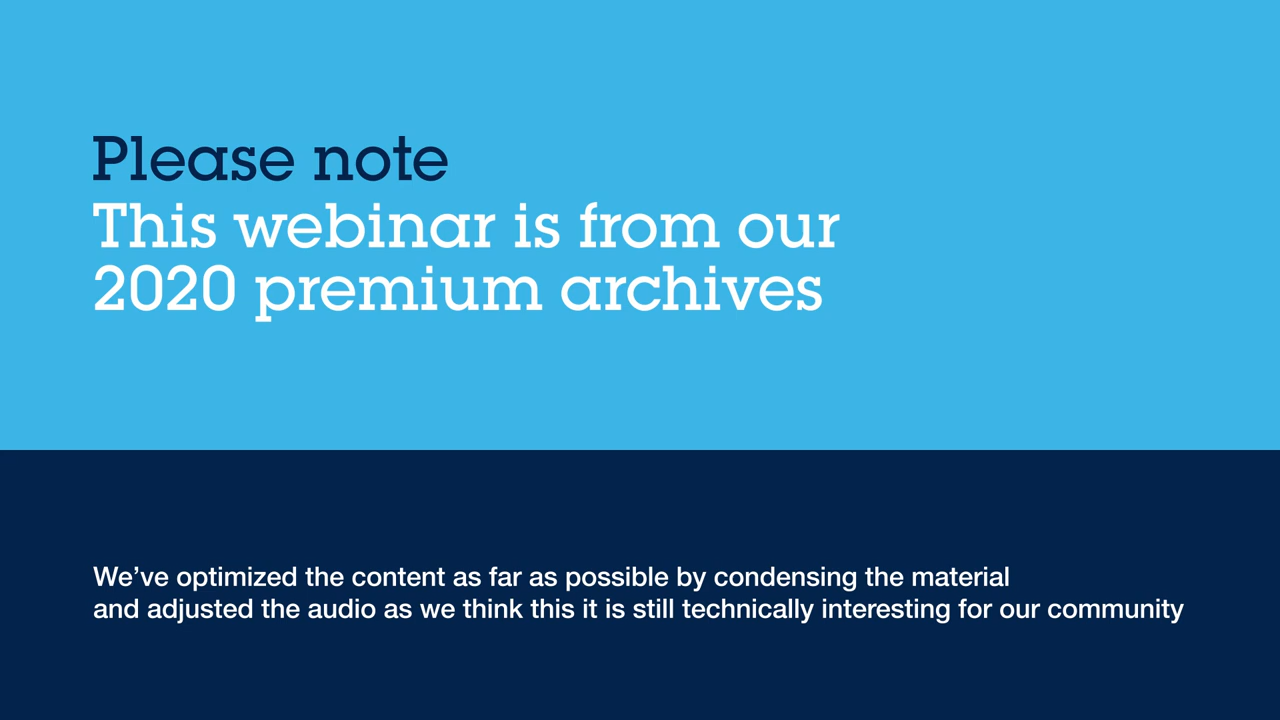 Please note
This webinar is from our
2020 premium archives
We’ve optimized the content as far as possible by condensing the material
and adjusted the audio as we think this it is still technically interesting for our community